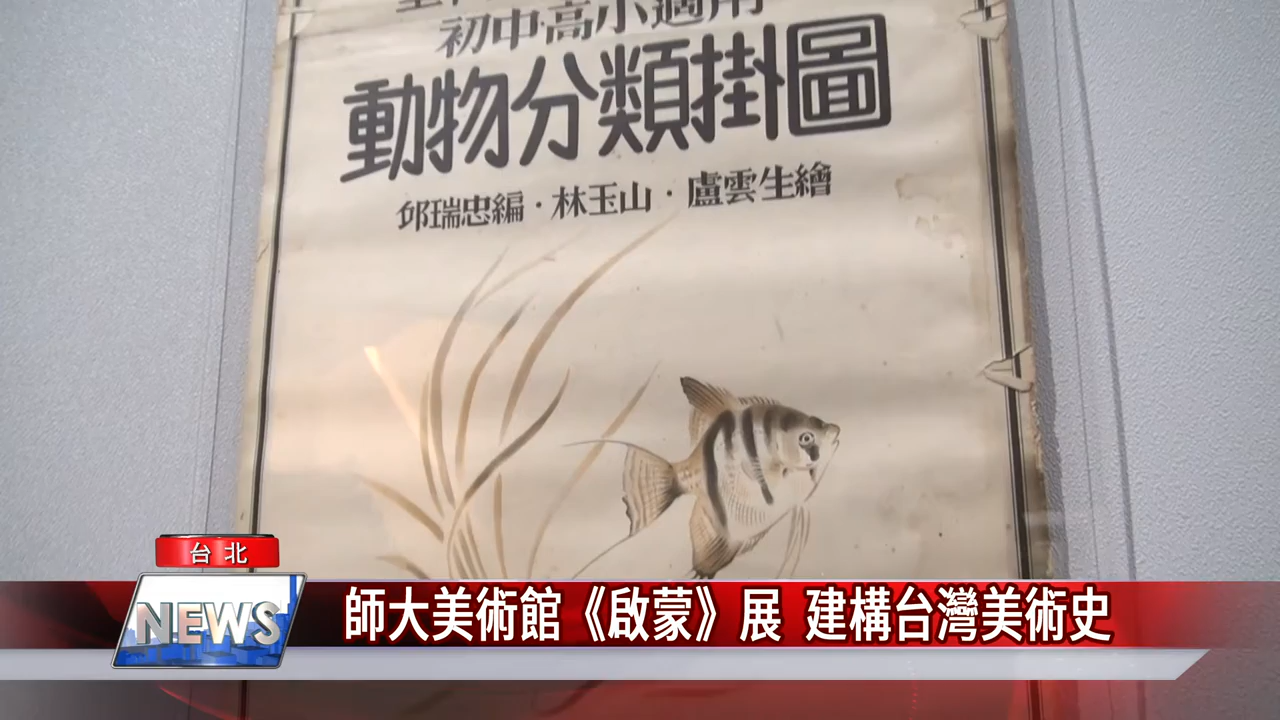 初中·高小適用
動物分類掛圖
邱瑞忠編·林玉山·盧雲生繪
台北
NEWS
師大美術館《啟蒙》展 建構台灣美術史